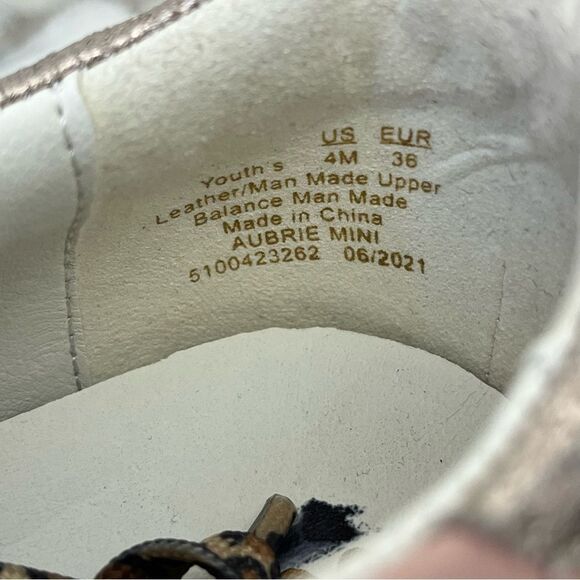 US EUR
Youth's 4M 36
Leather/Man Made Upper
Balance Man Made
Made in China
AUBRIE MINI
5100423262 06/2021